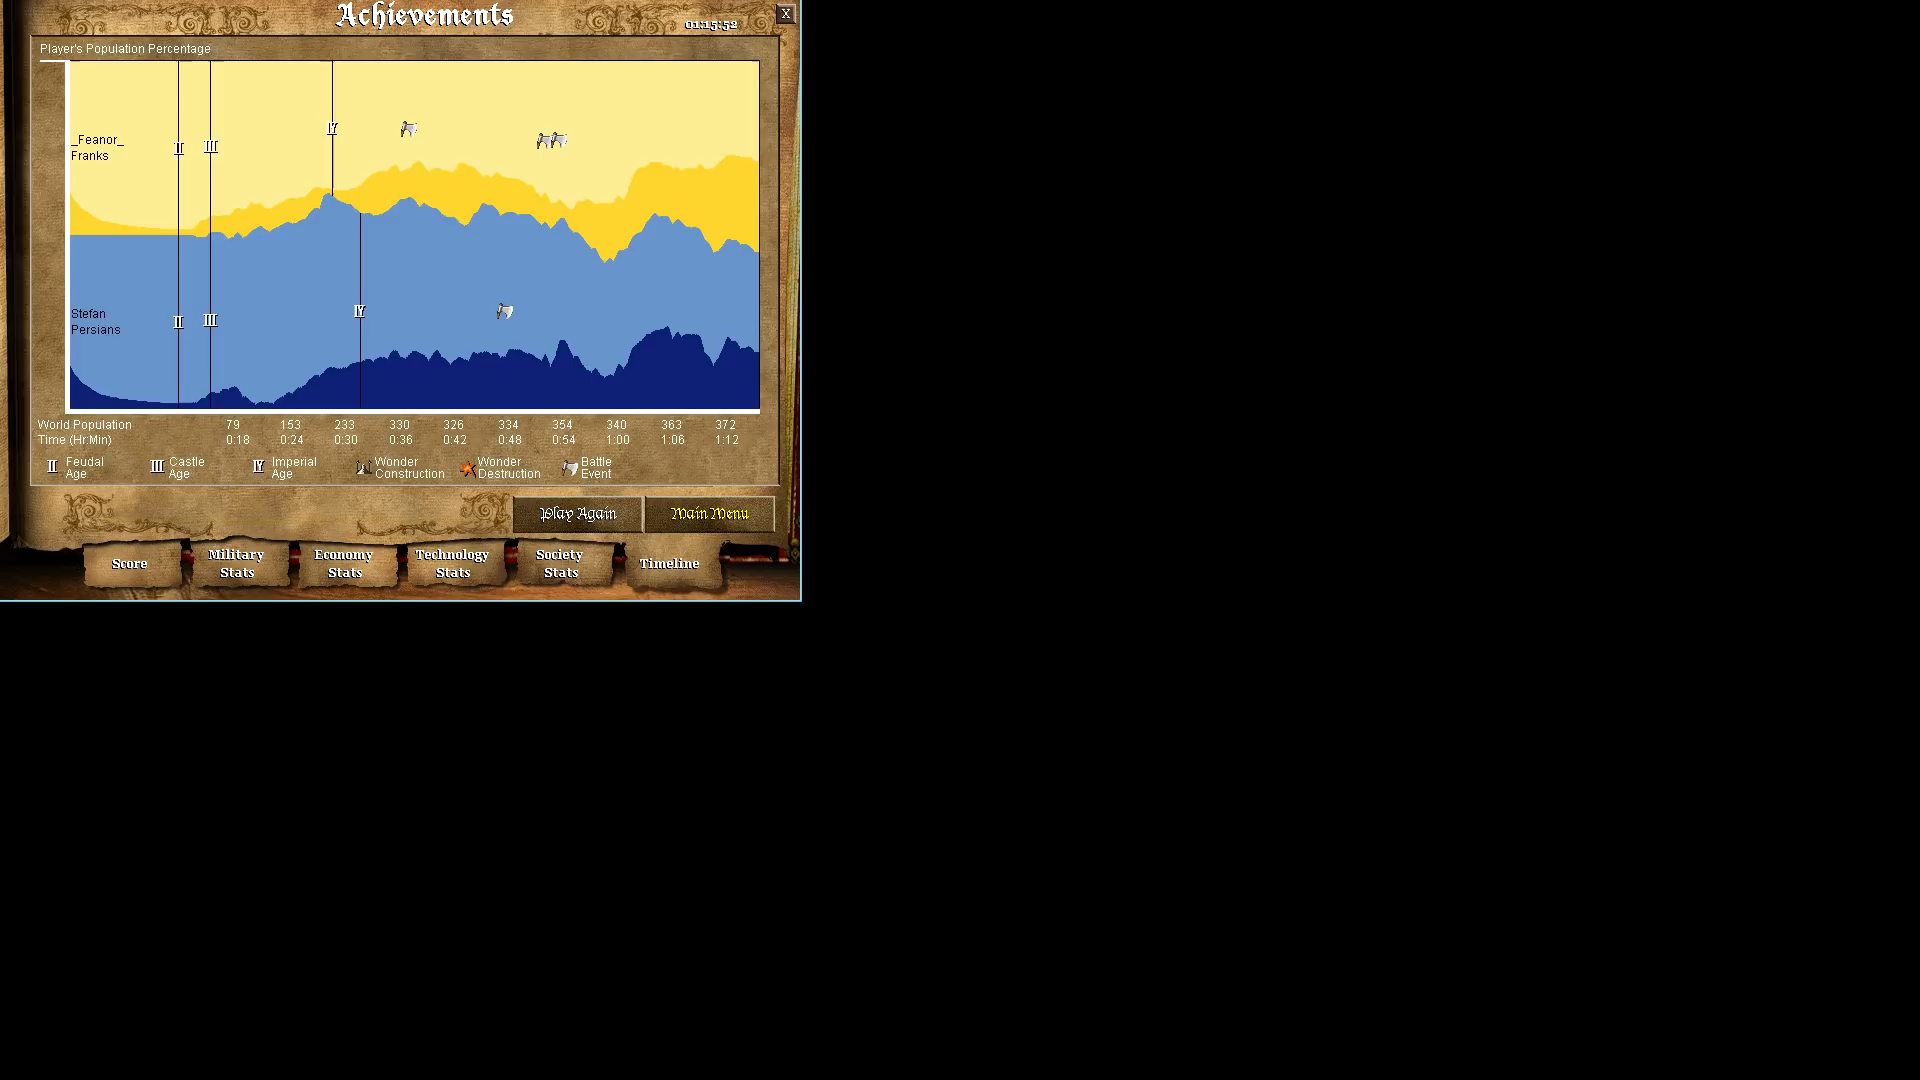 Achievements
01:15:52
X
Player's Population Percentage
IV
_Feanor_
Franks
II III
IV
Stefan
Persians
II III
World Population 79 153 233 330 326 334 354 340 363 372
Time (Hr:Min) 0:18 0:24 0:30 0:36 0:42 0:48 0:54 1:00 1:06 1:12
II Feudal Age III Castle Age IV Imperial Age Wonder Construction Wonder Destruction Battle Event
Play Again Main Menu
Score Military Stats Economy Stats Technology Stats Society Stats Timeline